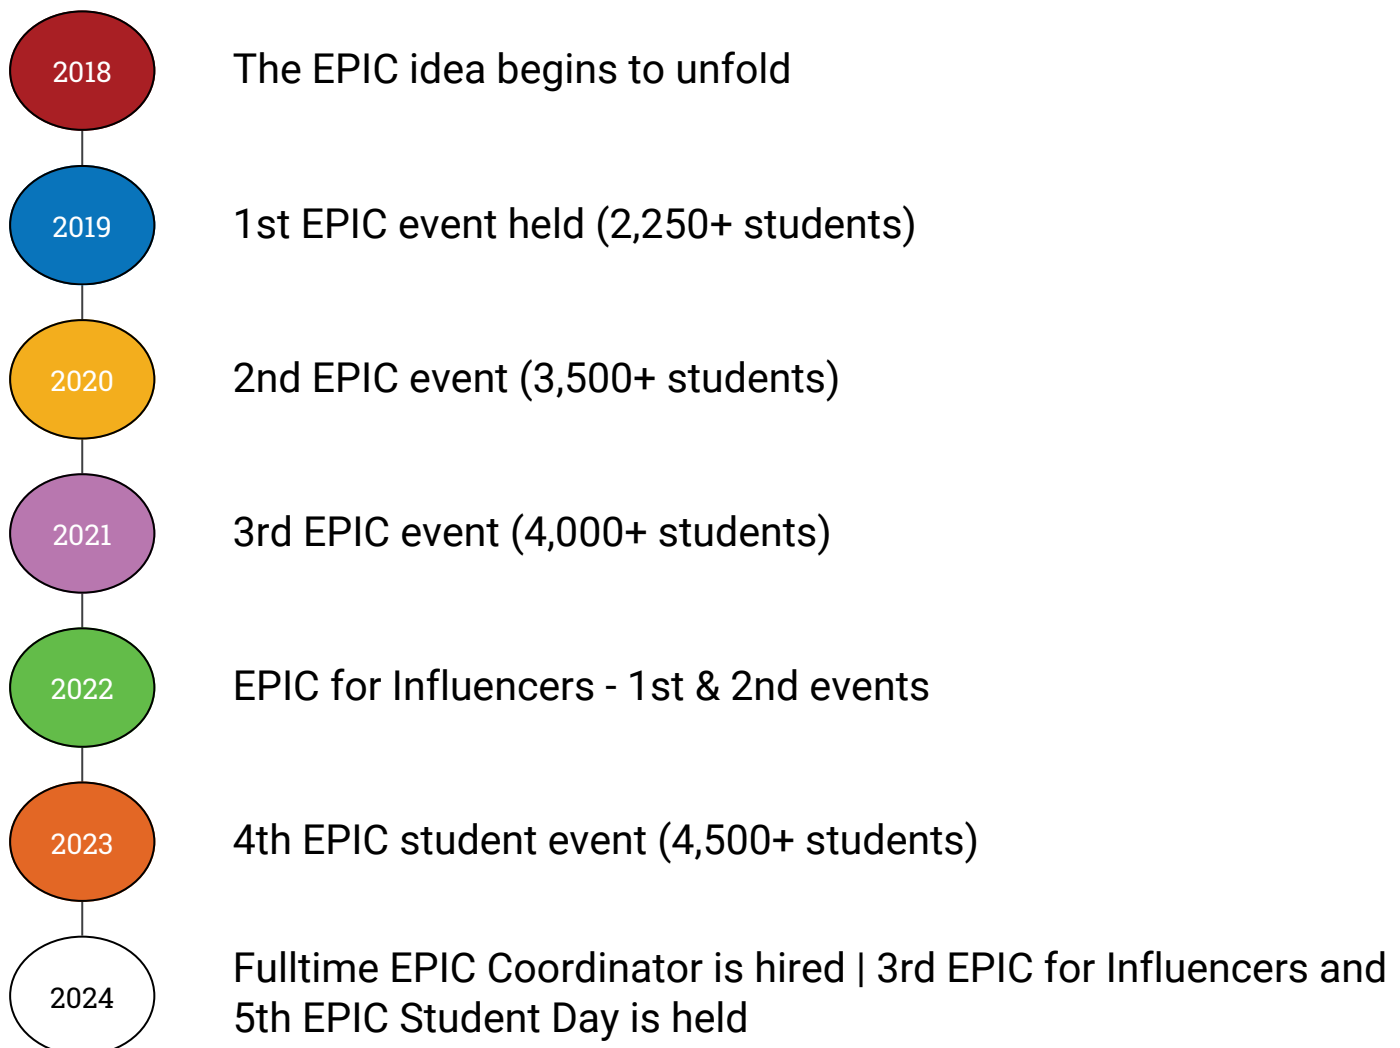 2018
The EPIC idea begins to unfold
2019
1st EPIC event held (2,250+ students)
2020
2nd EPIC event (3,500+ students)
2021
3rd EPIC event (4,000+ students)
2022
EPIC for Influencers - 1st & 2nd events
2023
4th EPIC student event (4,500+ students)
2024
Fulltime EPIC Coordinator is hired | 3rd EPIC for Influencers and
5th EPIC Student Day is held